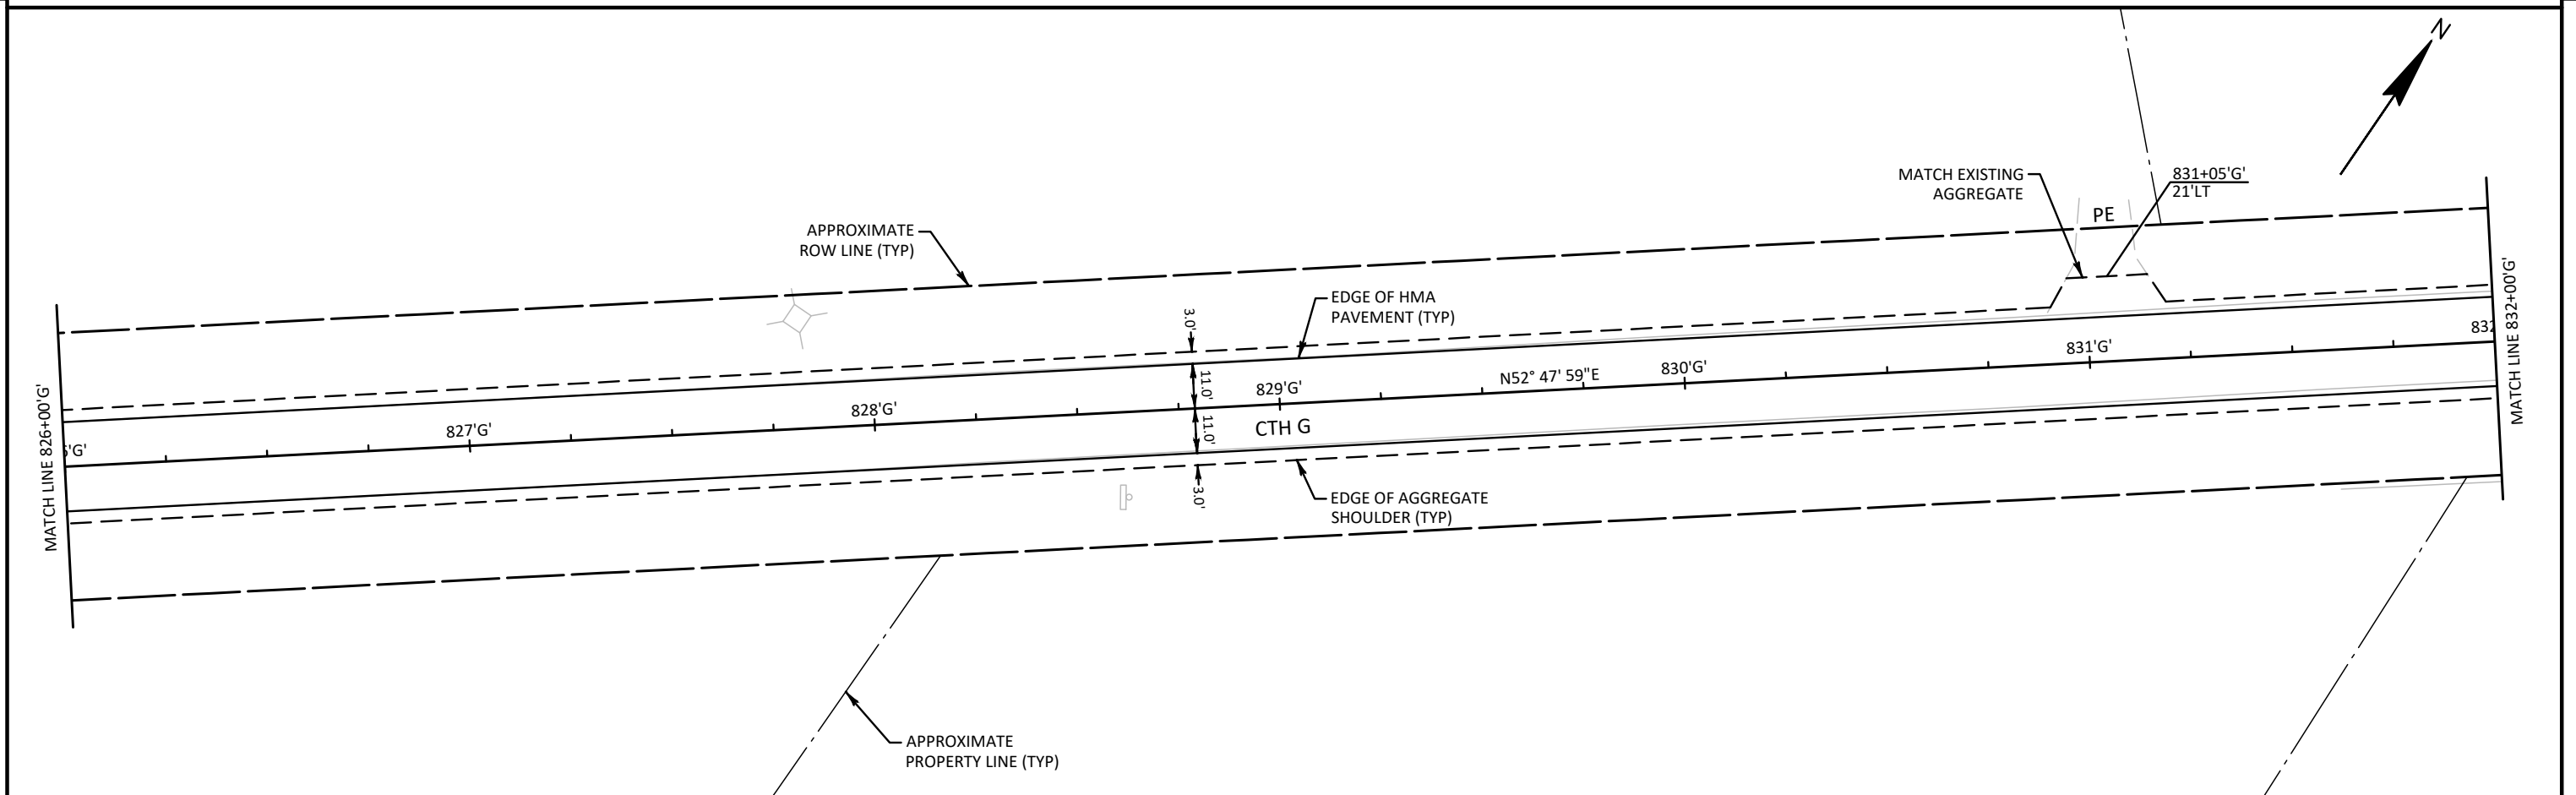 N
MATCH EXISTING
AGGREGATE
831+05'G'
21'LT
PE
APPROXIMATE
ROW LINE (TYP)
EDGE OF HMA
PAVEMENT (TYP)
3.0'
11.0'
11.0'
3.0'
MATCH LINE 826+00'G'
'G'
827'G'
828'G'
829'G'
N52° 47' 59"E
830'G'
831'G'
832
MATCH LINE 832+00'G'
CTH G
EDGE OF AGGREGATE
SHOULDER (TYP)
APPROXIMATE
PROPERTY LINE (TYP)